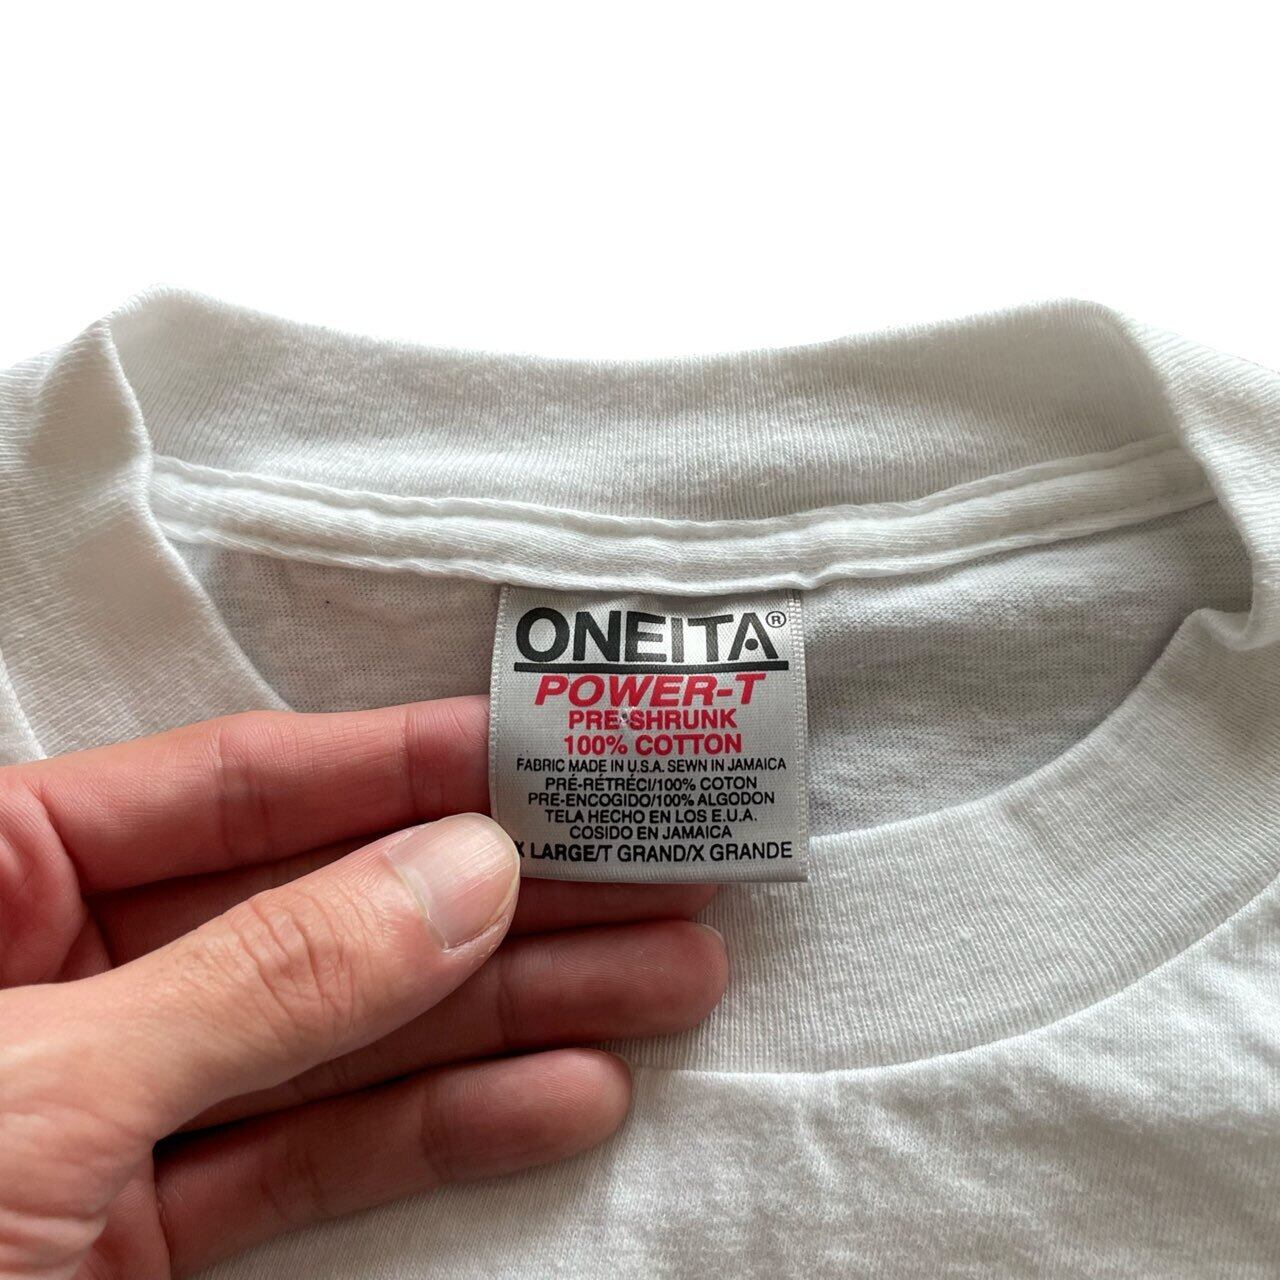 ONEITA®
POWER-T
PRE-SHRUNK
100% COTTON
FABRIC MADE IN U.S.A. SEWN IN JAMAICA
PRÉ-RÉTRÉCI/100% COTON
PRE-ENCOGIDO/100% ALGODON
TELA HECHO EN LOS E.U.A.
COSIDO EN JAMAICA
X LARGE/T GRAND/X GRANDE